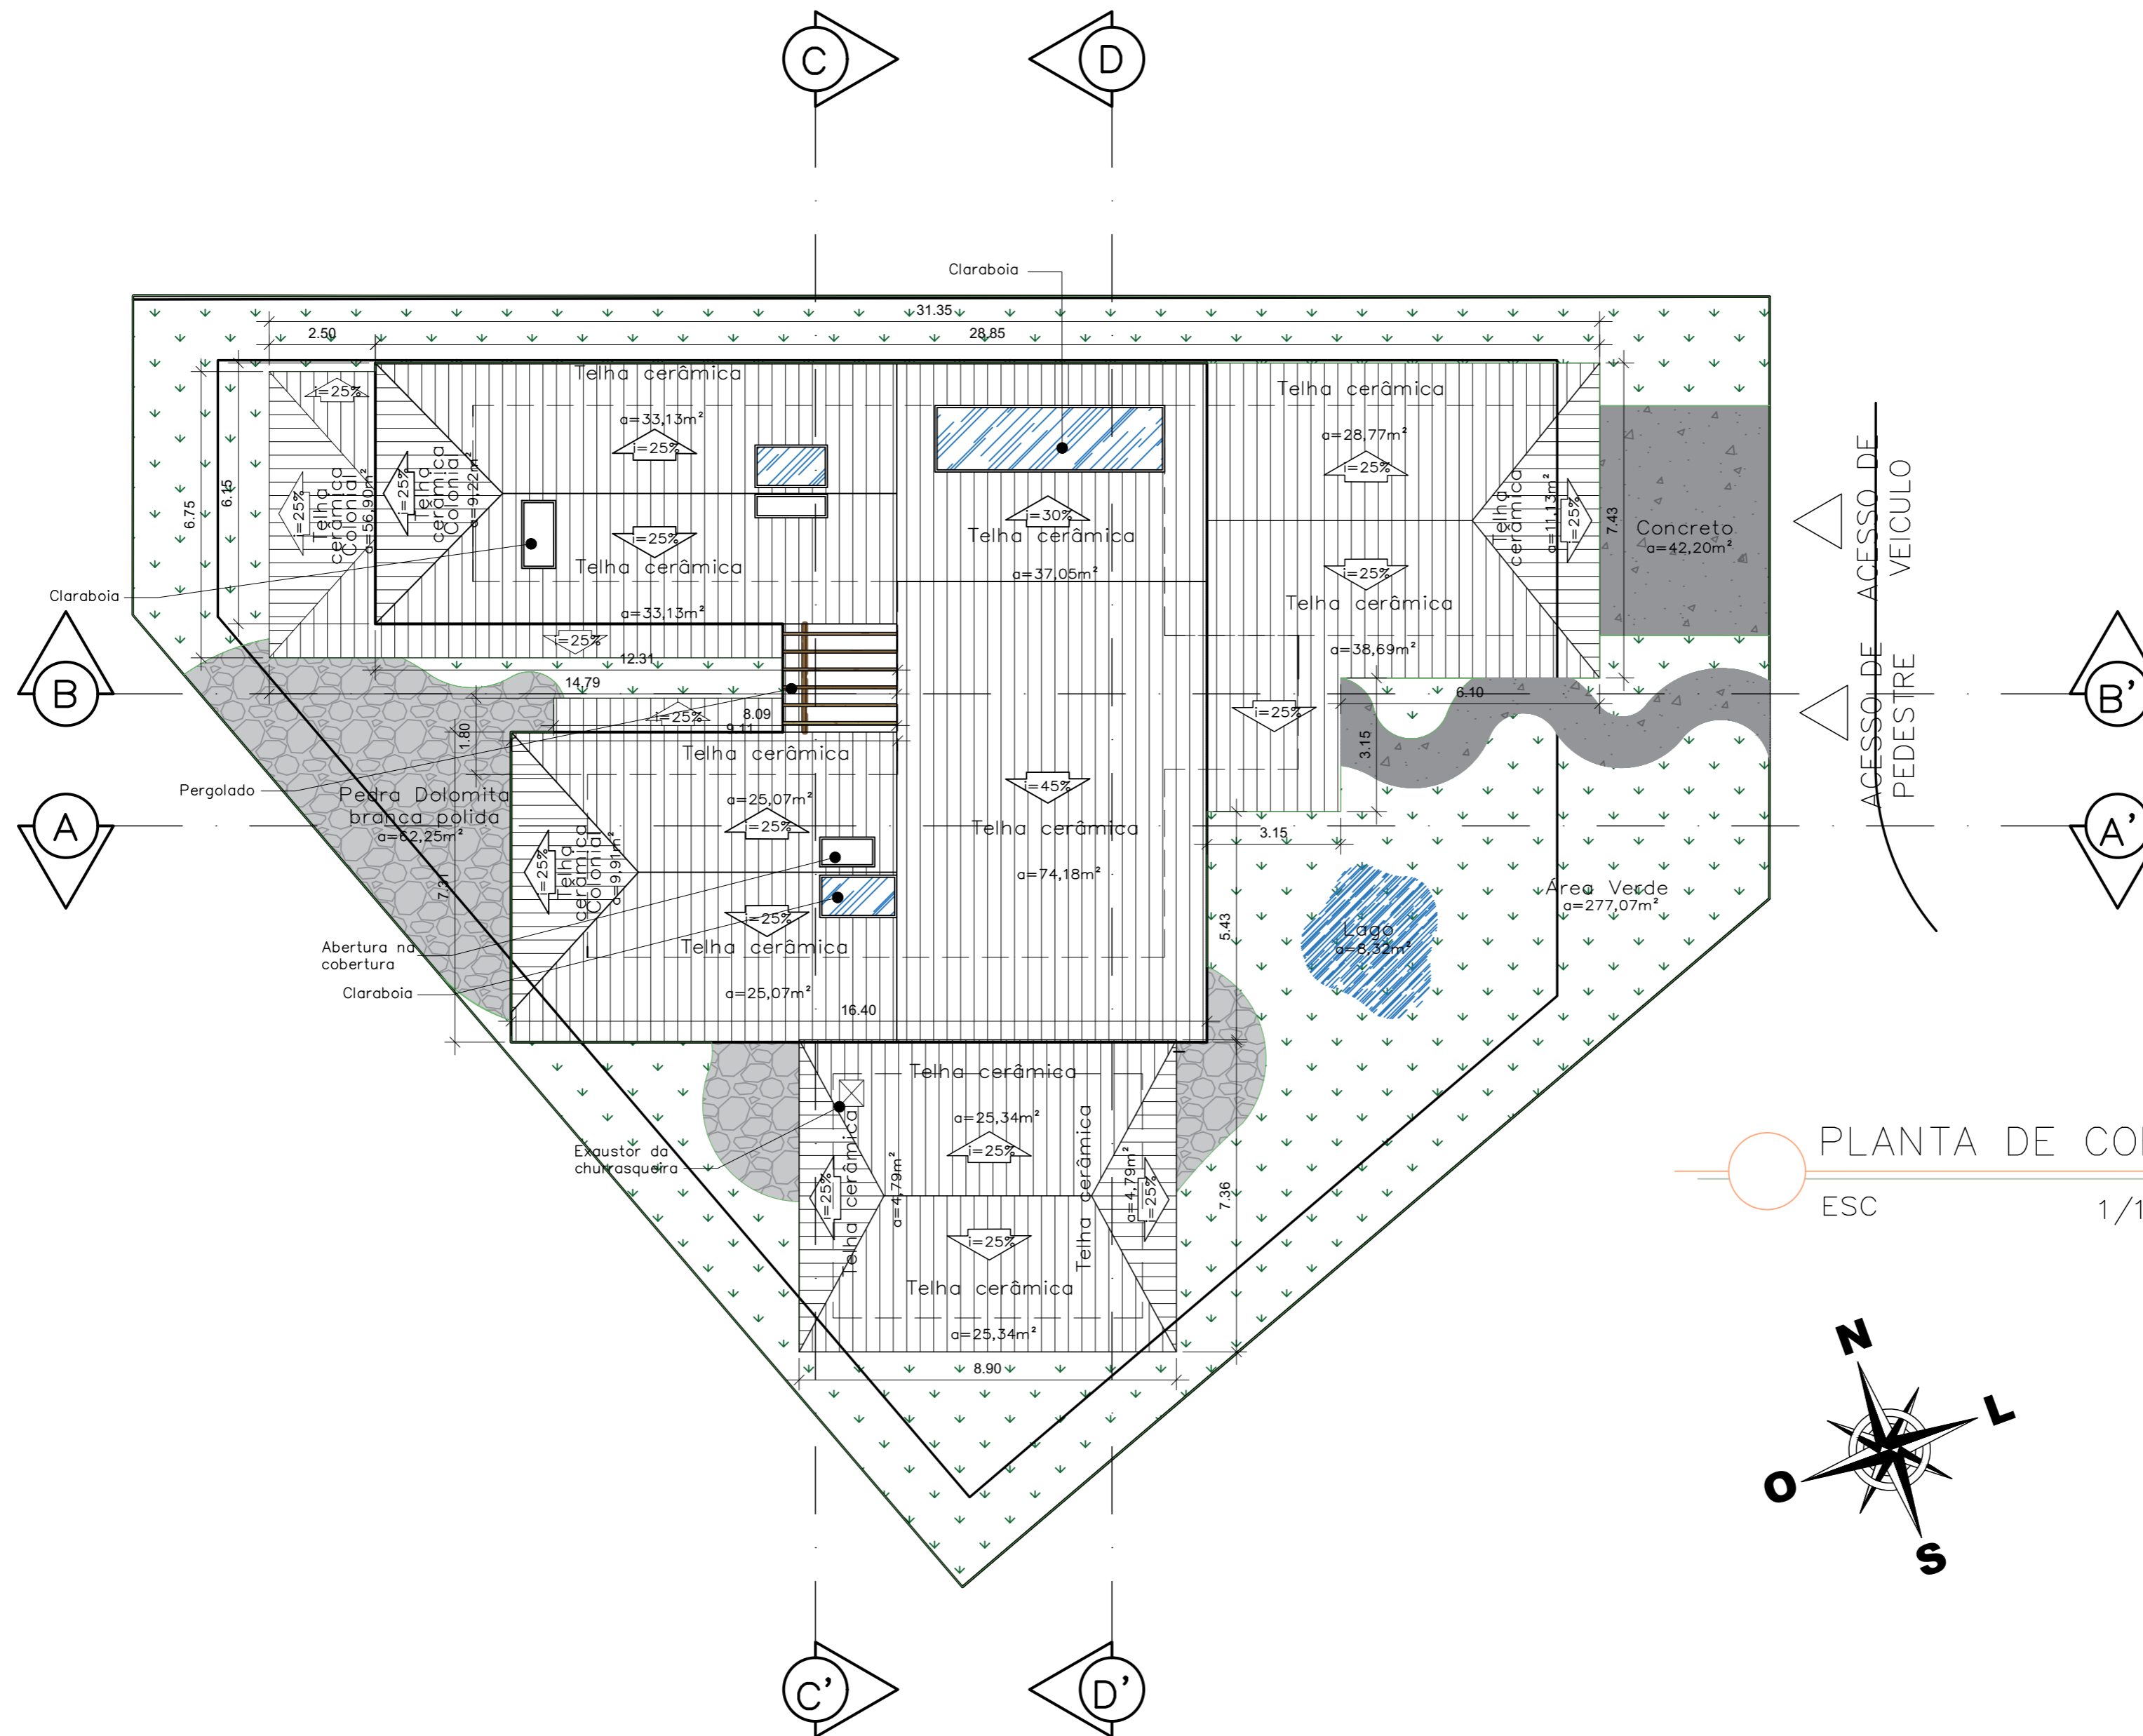 C
D
Claraboia
31.35
2.50
28.85
i=25%
Telha cerâmica
a=33,13m²
i=25%
Telha cerâmica
a=28,77m²
i=25%
6.75
6.15
i=25%
Telha
cerâmica
Colonial
a=56,90m²
i=25%
Telha
cerâmica
Colonial
a=9,22m²
i=25%
Telha cerâmica
a=33,13m²
i=25%
i=30%
Telha cerâmica
a=37,05m²
i=25%
Telha cerâmica
a=38,69m²
Telha
cerâmica
a=11,13m²
i=25%
7.43
Concreto
a=42,20m²
ACESSO DE
VEICULO
Claraboia
B
12.31
14.79
i=25%
8.09
9.11
1.80
i=25%
6.10
3.15
ACESSO DE
PEDESTRE
B'
Pergolado
Pedra Dolomita
branca polida
a=62,25m²
Telha cerâmica
a=25,07m²
i=25%
i=45%
Telha cerâmica
a=74,18m²
3.15
A
A'
7.31
i=25%
Telha
cerâmica
Colonial
a=9,91m²
i=25%
Telha cerâmica
a=25,07m²
5.43
Área Verde
a=277,07m²
Lago
a=8,32m²
Abertura na
cobertura
Claraboia
16.40
Telha cerâmica
a=25,34m²
i=25%
Exaustor da
churrasqueira
i=25%
Telha cerâmica
a=4,79m²
Telha cerâmica
a=4,79m²
i=25%
7.36
i=25%
Telha cerâmica
a=25,34m²
8.90
PLANTA DE
ESC
N
L
O
S
C'
D'